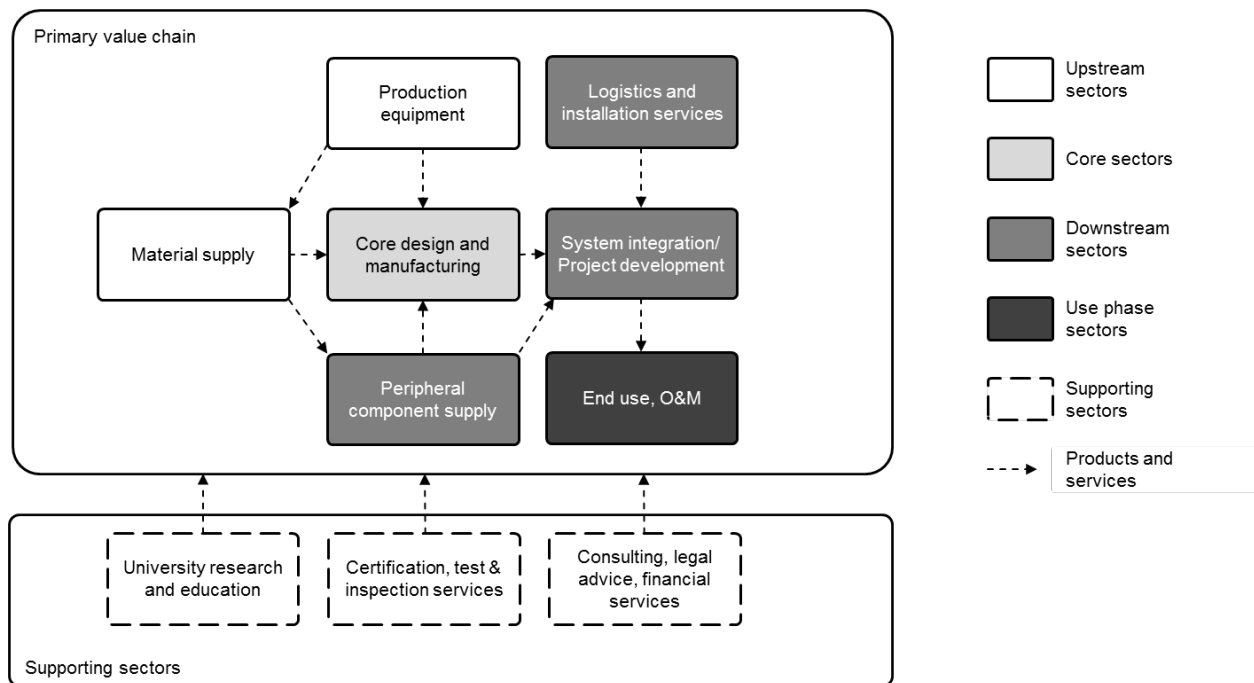 Primary value chain
Production
equipment
Logistics and
installation services
Material supply
Core design and
manufacturing
System integration/
Project development
Peripheral
component supply
End use, O&M
University research
and education
Certification, test &
inspection services
Consulting, legal
advice, financial
services
Supporting sectors
Upstream
sectors
Core sectors
Downstream
sectors
Use phase
sectors
Supporting
sectors
Products and
services